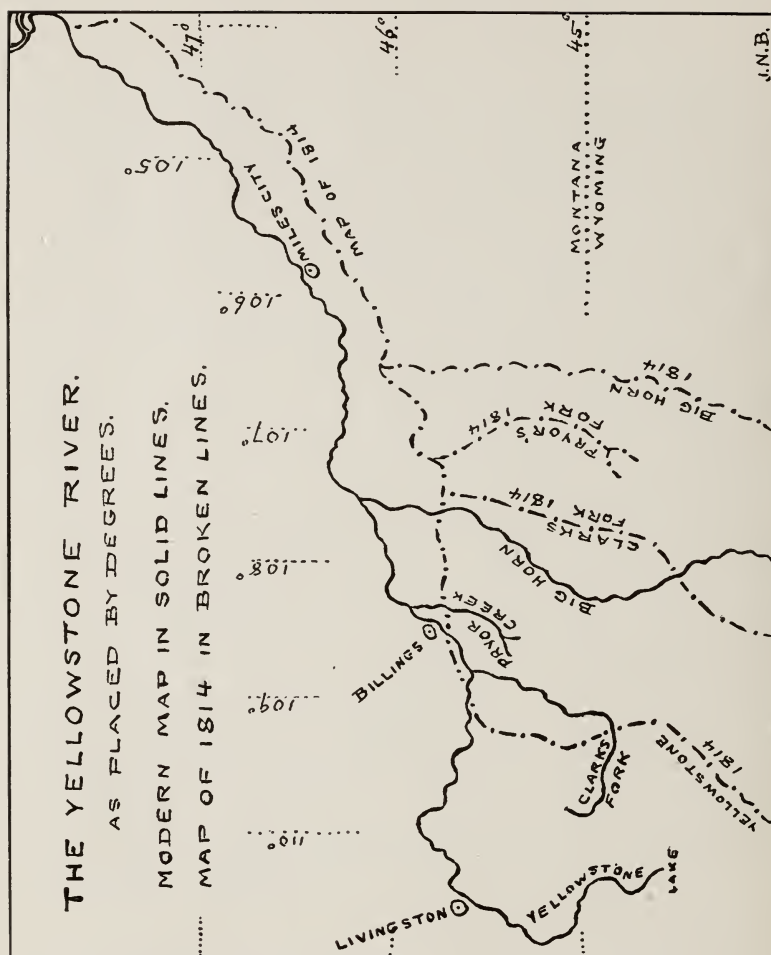 THE YELLOWSTONE RIVER.
AS PLACED BY DEGREES.
MODERN MAP IN SOLID LINES.
MAP OF 1814 IN BROKEN LINES.
47°
46°
45°
105°
106°
107°
108°
109°
110°
MILES CITY
MAP OF 1814
MONTANA
WYOMING
J.N.B.
BIG HORN
1814
PRYOR'S
FORK
1814
CLARKS
FORK 1814
BIG HORN
PRYOR
CREEK
BILLINGS
CLARKS
FORK
YELLOWSTONE
1814
LIVINGSTON
YELLOWSTONE
LAKE